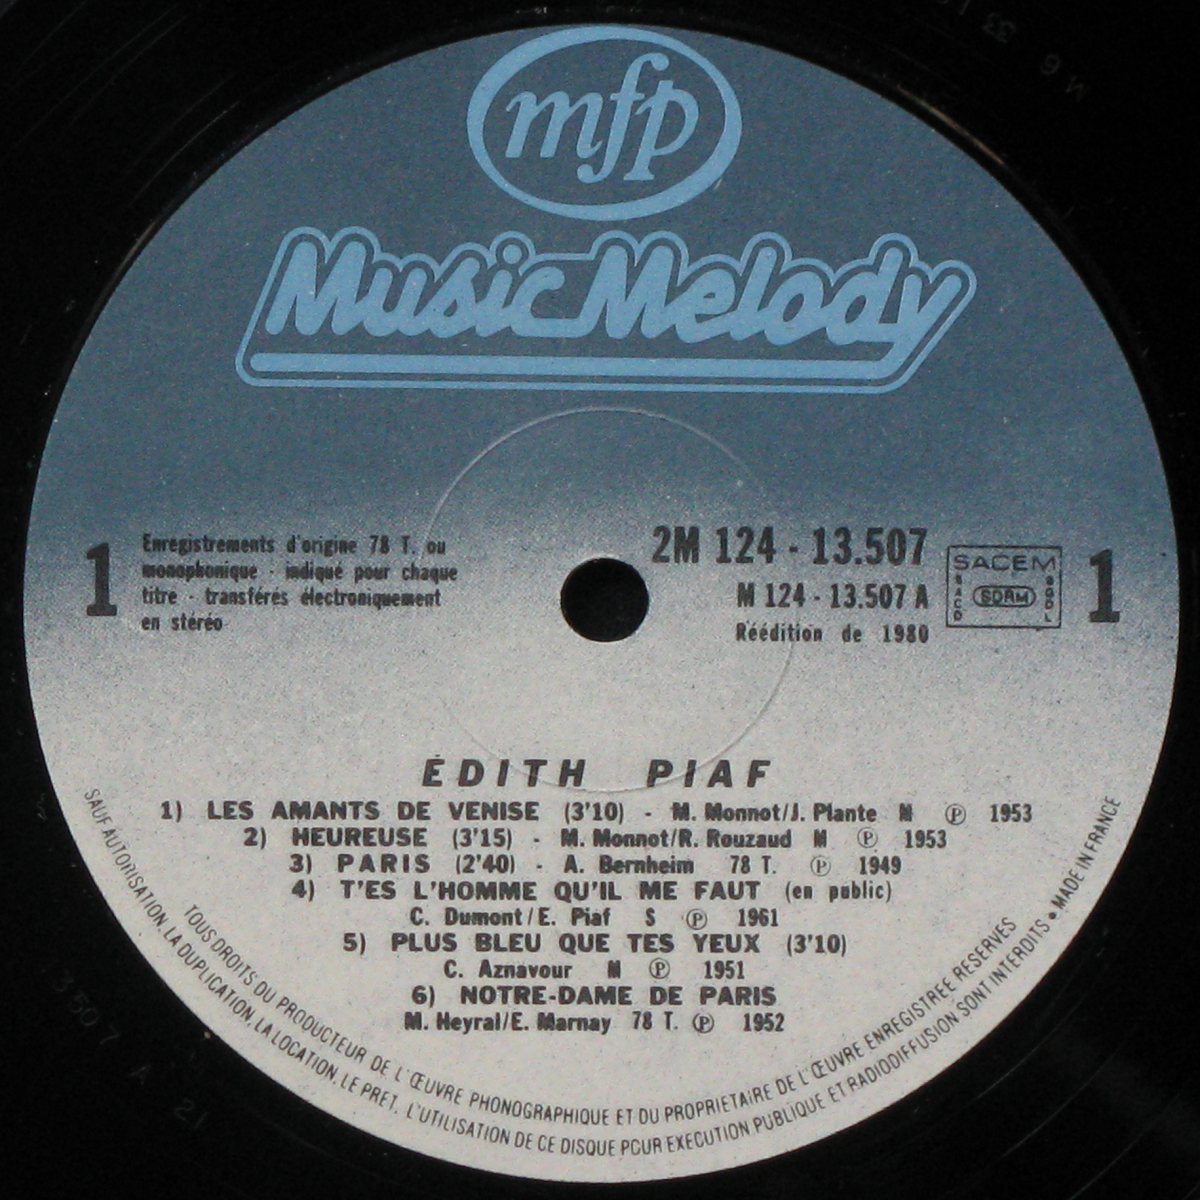 mfp
Music Melody
1
Enregistrements d'origine 78 T. ou
monophonique - indiqué pour chaque
titre - transférés électroniquement
en stéréo
2M 124 - 13.507
M 124 - 13.507 A
Réédition de 1980
SACEM
SACD
SDRM
SGDL
1
ÉDITH PIAF
1) LES AMANTS DE VENISE (3'10) - M. Monnot/J. Plante M Ⓟ 1953
2) HEUREUSE (3'15) - M. Monnot/R. Rouzaud M Ⓟ 1953
3) PARIS (2'40) - A. Bernheim 78 T. Ⓟ 1949
4) T'ES L'HOMME QU'IL ME FAUT (en public)
C. Dumont/E. Piaf S Ⓟ 1961
5) PLUS BLEU QUE TES YEUX (3'10)
C. Aznavour M Ⓟ 1951
6) NOTRE-DAME DE PARIS
M. Heyral/E. Marnay 78 T. Ⓟ 1952
TOUS DROITS DU PRODUCTEUR DE L'ŒUVRE PHONOGRAPHIQUE ET DU PROPRIETAIRE DE L'ŒUVRE ENREGISTREE RESERVES
SAUF AUTORISATION, LA DUPLICATION, LA LOCATION, LE PRET, L'UTILISATION DE CE DISQUE POUR EXECUTION PUBLIQUE ET RADIODIFFUSION SONT INTERDITS • MADE IN FRANCE
13507 A 21